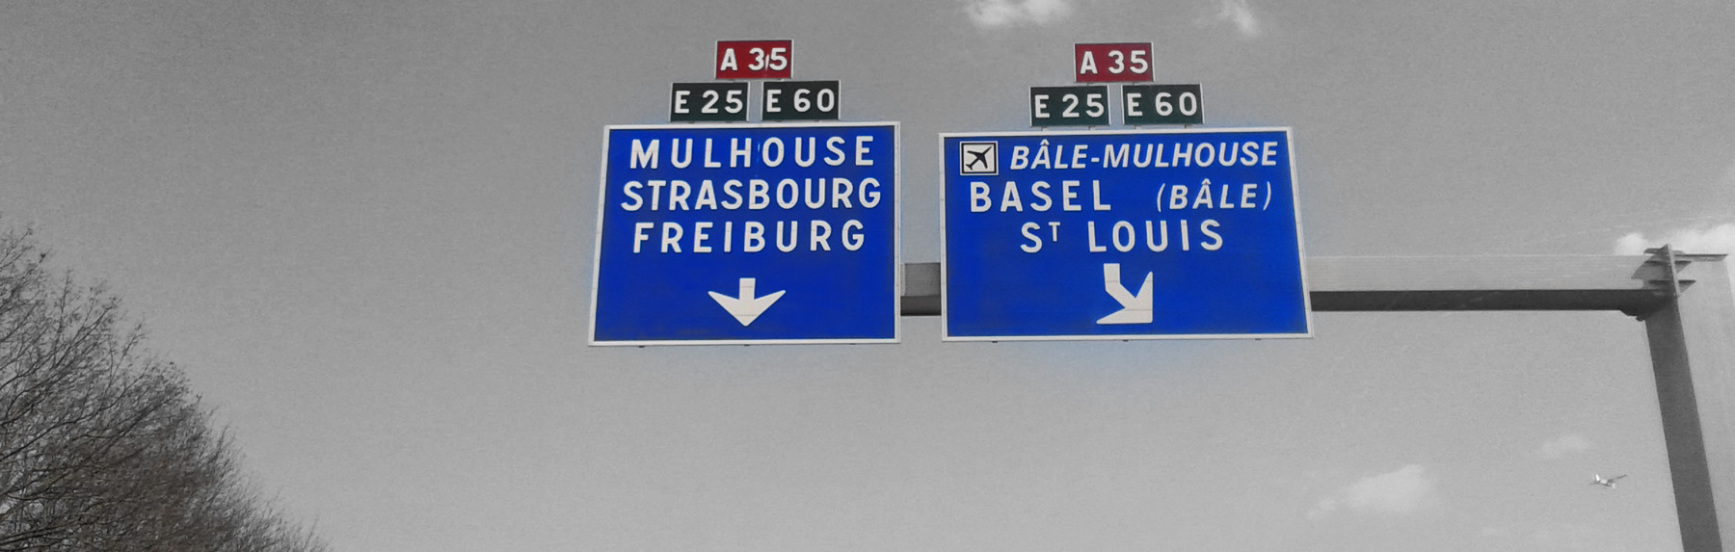 A 35
E 25 E 60
MULHOUSE
STRASBOURG
FREIBURG
A 35
E 25 E 60
BÂLE-MULHOUSE
BASEL (BÂLE)
Sᵀ LOUIS